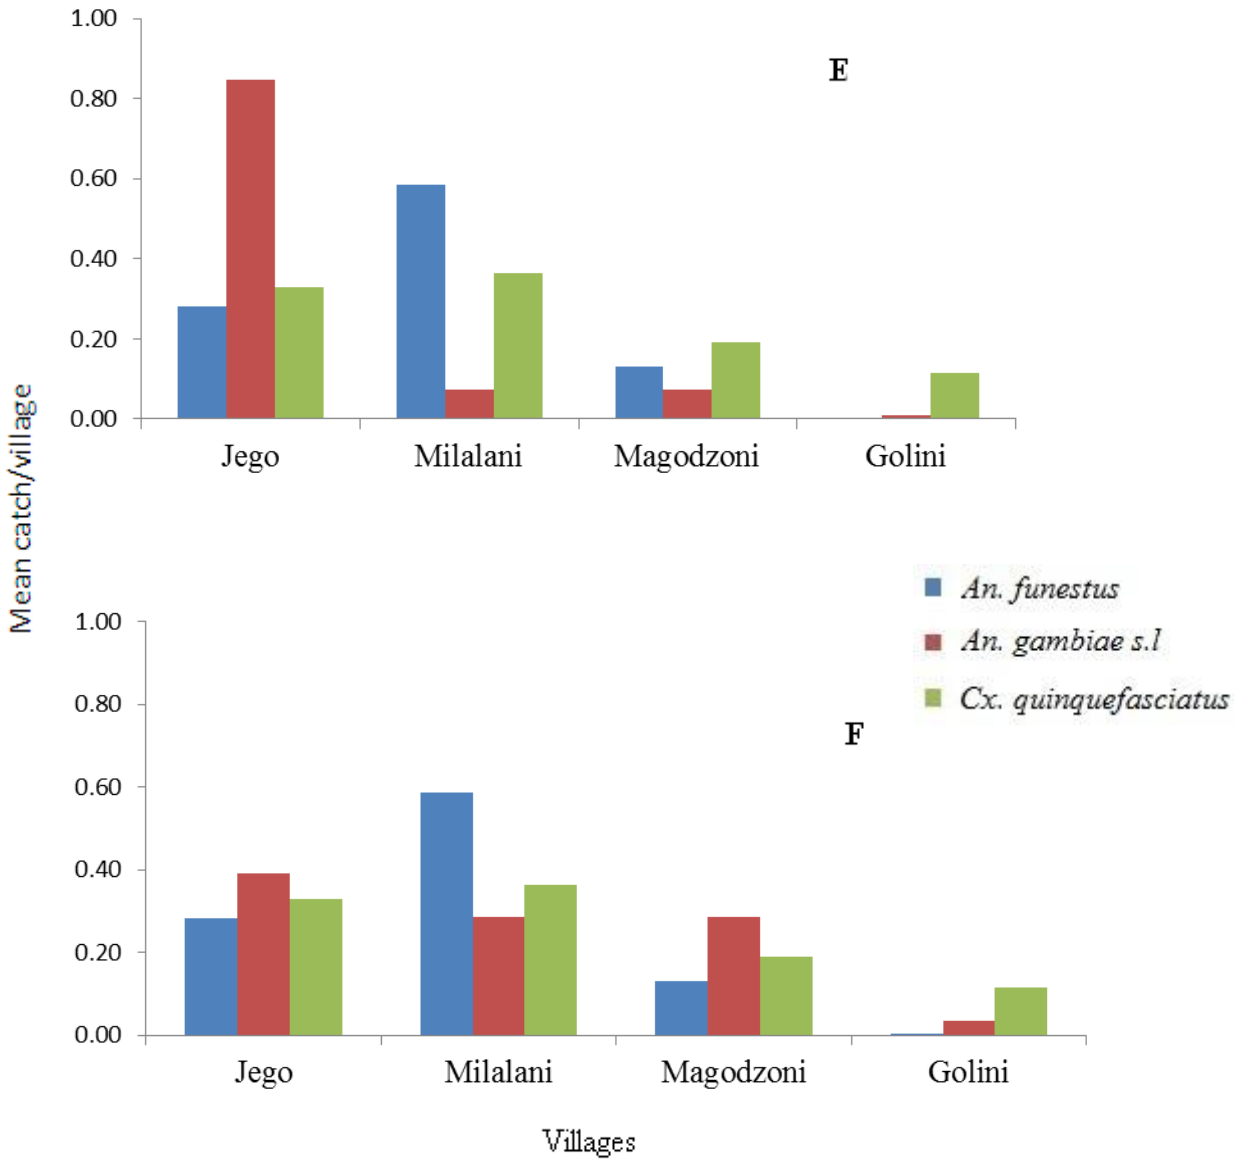 1.00
E
0.80
0.60
0.40
0.20
0.00
Jego Milalani Magodzoni Golini
Mean catch/village
An. funestus
An. gambiae s.l
Cx. quinquefasciatus
1.00
0.80
F
0.60
0.40
0.20
0.00
Jego Milalani Magodzoni Golini
Villages